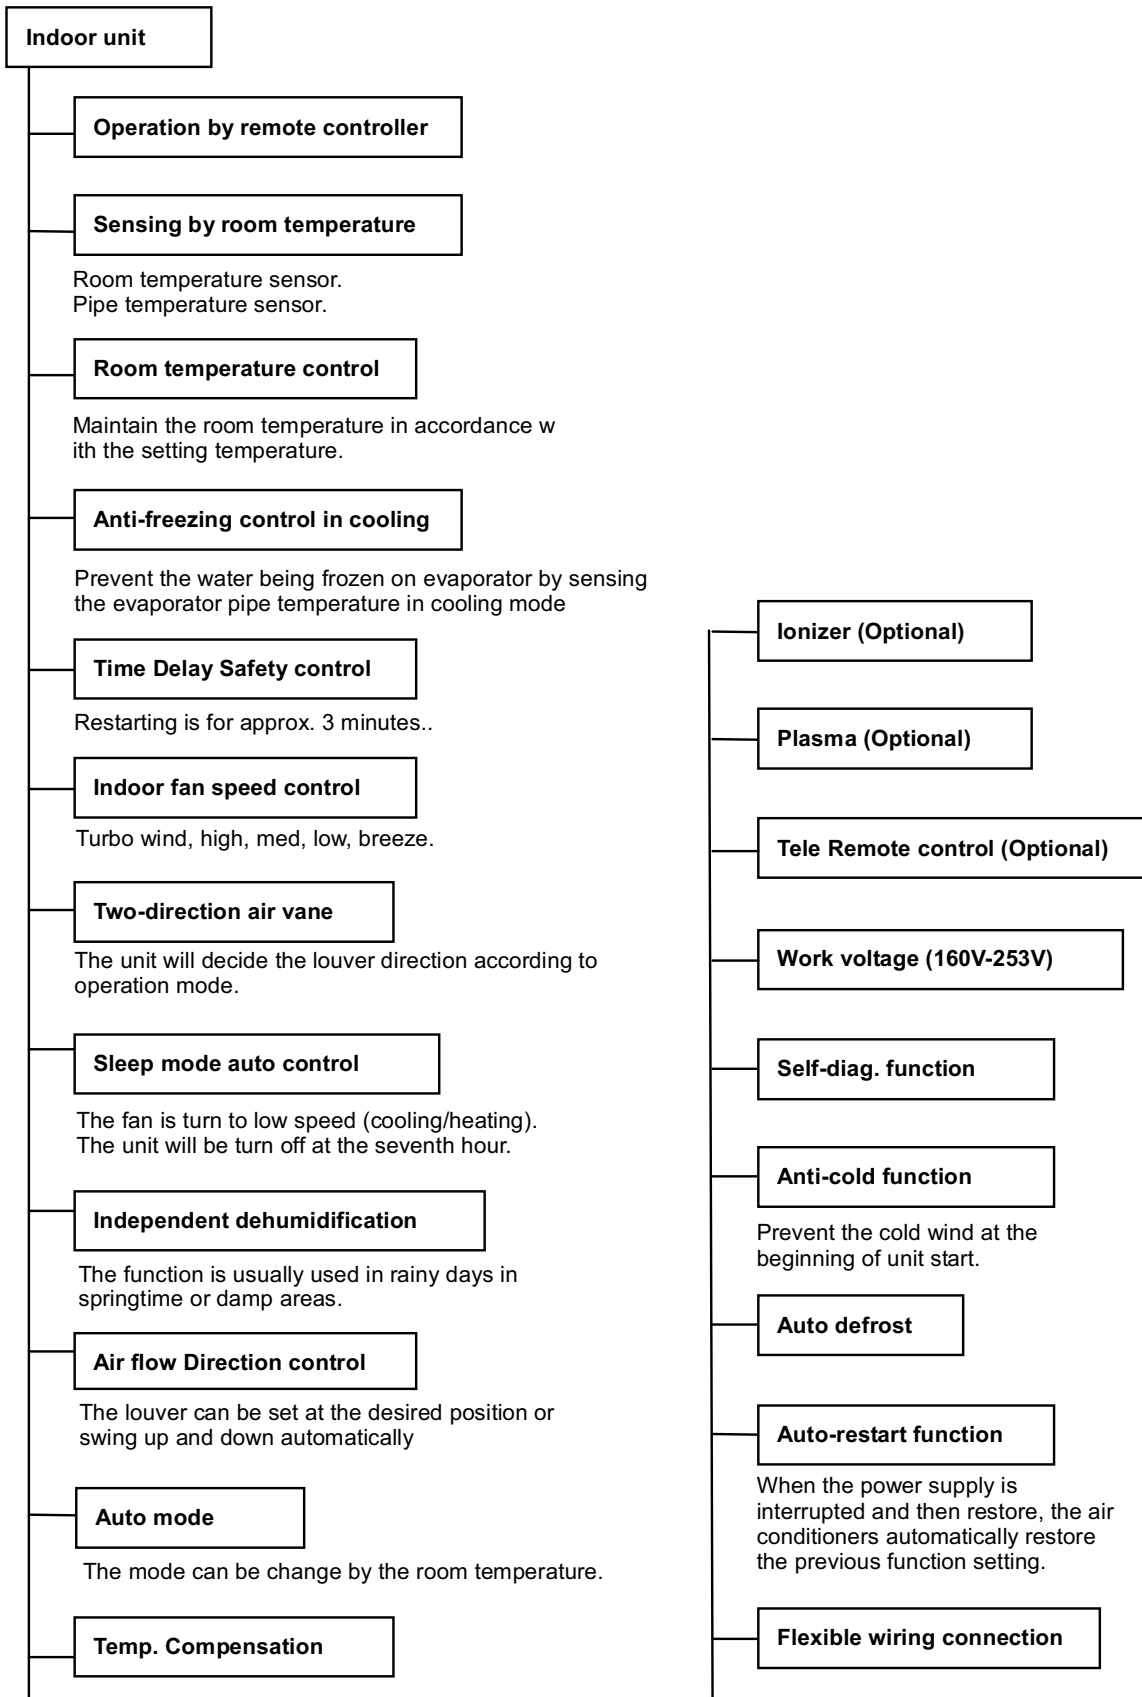 Indoor unit
Operation by remote controller
Sensing by room temperature
Room temperature sensor.
Pipe temperature sensor.
Room temperature control
Maintain the room temperature in accordance w
ith the setting temperature.
Anti-freezing control in cooling
Prevent the water being frozen on evaporator by sensing
the evaporator pipe temperature in cooling mode
Time Delay Safety control
Restarting is for approx. 3 minutes..
Indoor fan speed control
Turbo wind, high, med, low, breeze.
Two-direction air vane
The unit will decide the louver direction according to
operation mode.
Sleep mode auto control
The fan is turn to low speed (cooling/heating).
The unit will be turn off at the seventh hour.
Independent dehumidification
The function is usually used in rainy days in
springtime or damp areas.
Air flow Direction control
The louver can be set at the desired position or
swing up and down automatically
Auto mode
The mode can be change by the room temperature.
Temp. Compensation
Ionizer (Optional)
Plasma (Optional)
Tele Remote control (Optional)
Work voltage (160V-253V)
Self-diag. function
Anti-cold function
Prevent the cold wind at the
beginning of unit start.
Auto defrost
Auto-restart function
When the power supply is
interrupted and then restore, the air
conditioners automatically restore
the previous function setting.
Flexible wiring connection